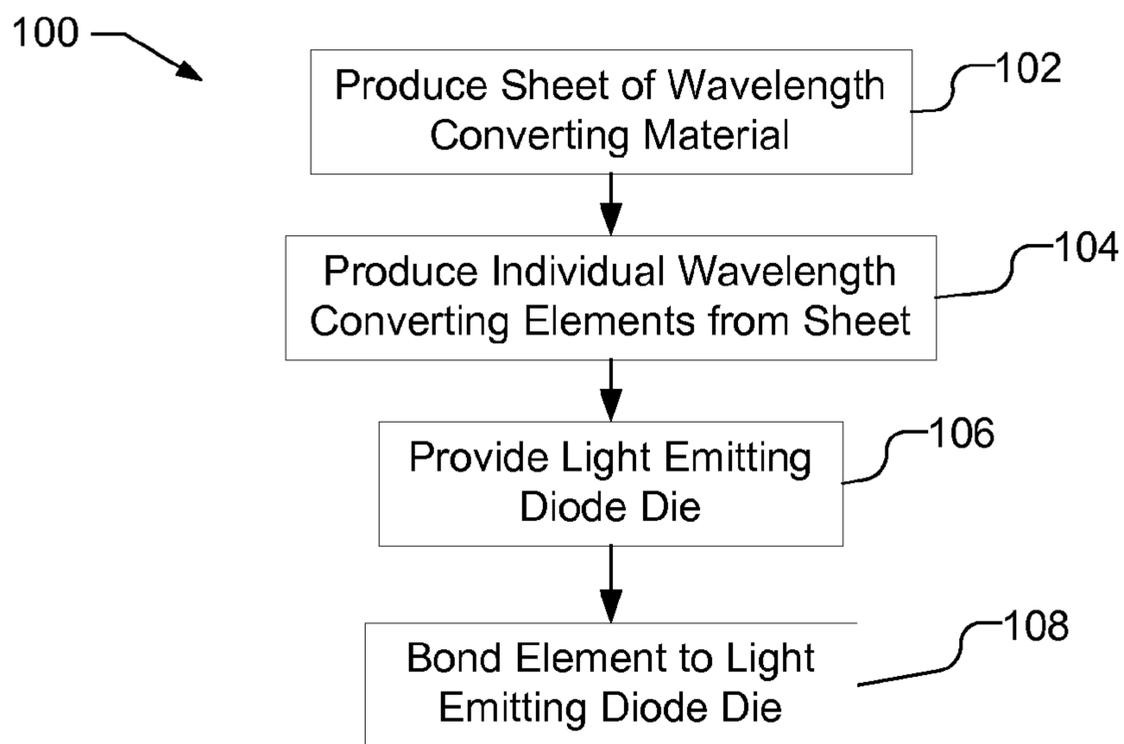 100
Produce Sheet of Wavelength
Converting Material
102
Produce Individual Wavelength
Converting Elements from Sheet
104
Provide Light Emitting
Diode Die
106
Bond Element to Light
Emitting Diode Die
108